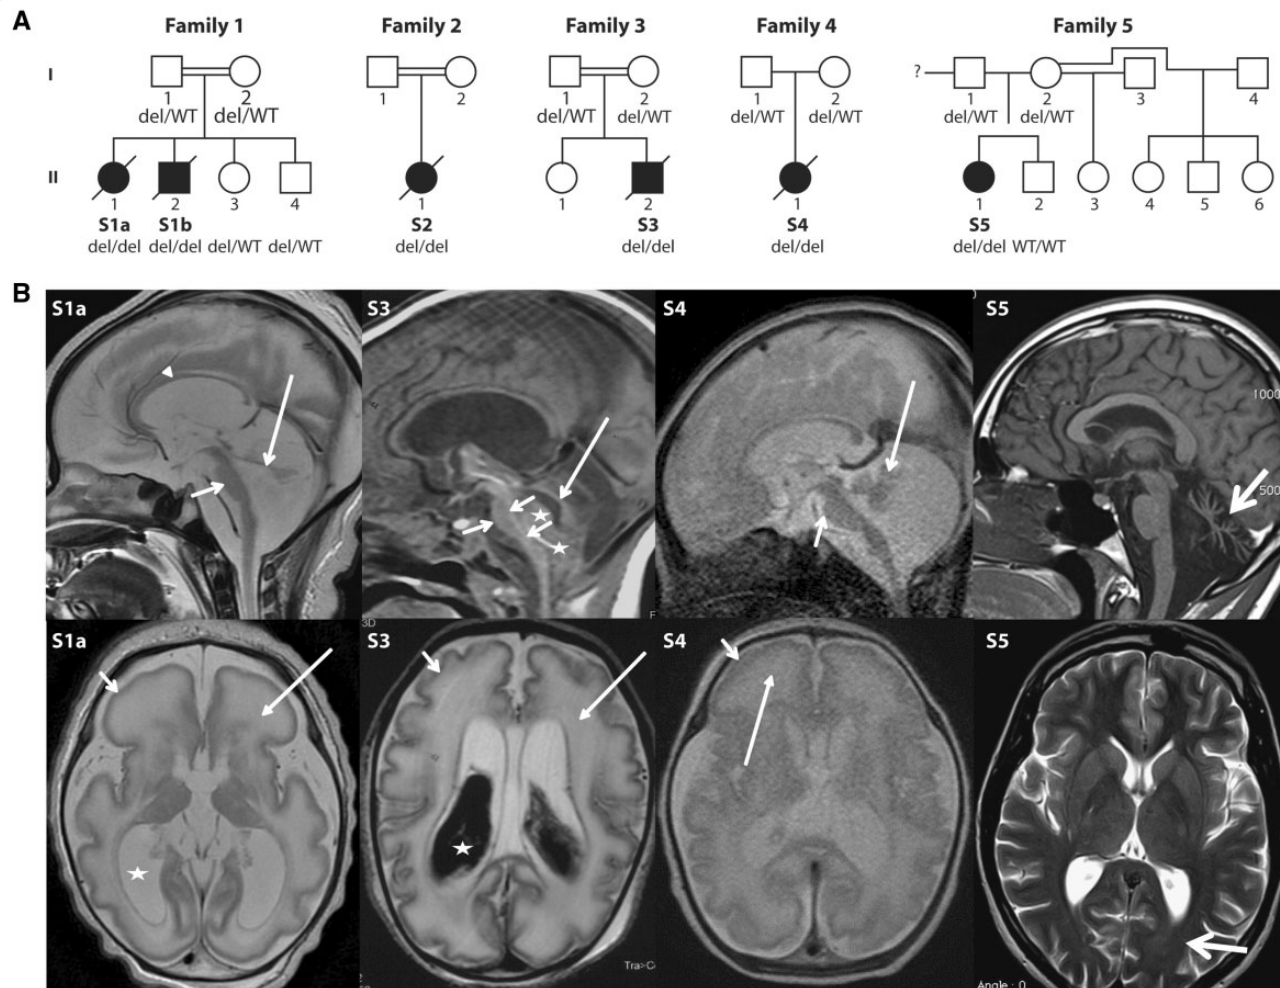 A
Family 1 Family 2 Family 3 Family 4 Family 5
I
?
1 2 1 2 1 2 1 2 1 2 3 4
del/WT del/WT del/WT del/WT del/WT del/WT del/WT del/WT
II
1 2 3 4 1 1 2 1 1 2 3 4 5 6
S1a S1b S2 S3 S4 S5
del/del del/del del/WT del/WT del/del del/del del/del del/del WT/WT
B
S1a S3 S4 S5
1000
500
F
S1a 3D S3 S4 S5
Tra>C
Angle : 0